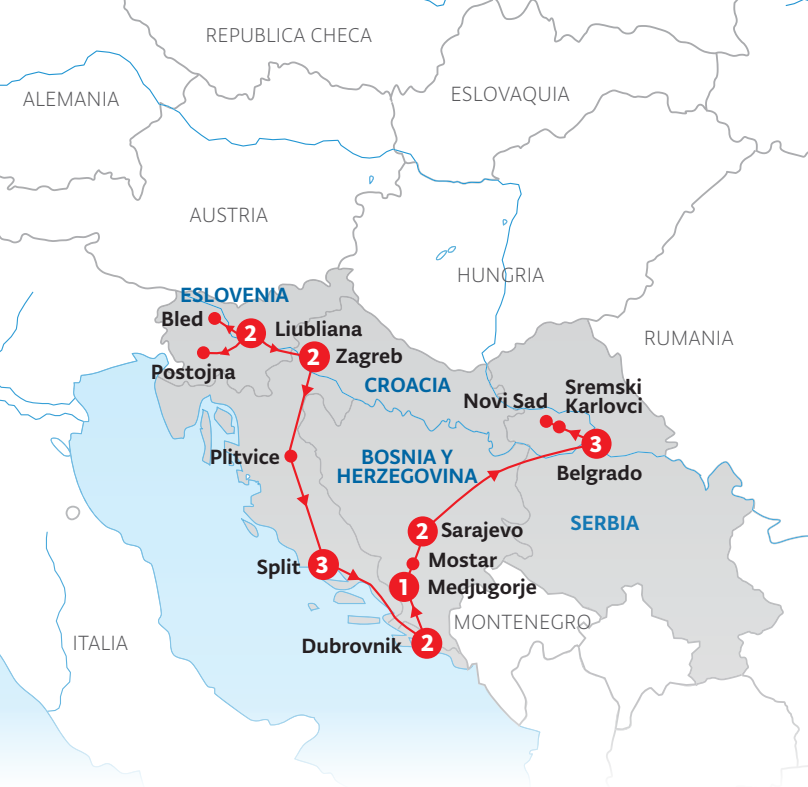 REPUBLICA CHECA
ALEMANIA
ESLOVAQUIA
AUSTRIA
HUNGRIA
ESLOVENIA
Bled
2
Liubliana
2
Zagreb
Postojna
RUMANIA
CROACIA
Novi Sad
Sremski
Karlovci
3
Belgrado
Plitvice
BOSNIA Y
HERZEGOVINA
SERBIA
2
Sarajevo
Mostar
Split
3
1
Medjugorje
MONTENEGRO
ITALIA
Dubrovnik
2